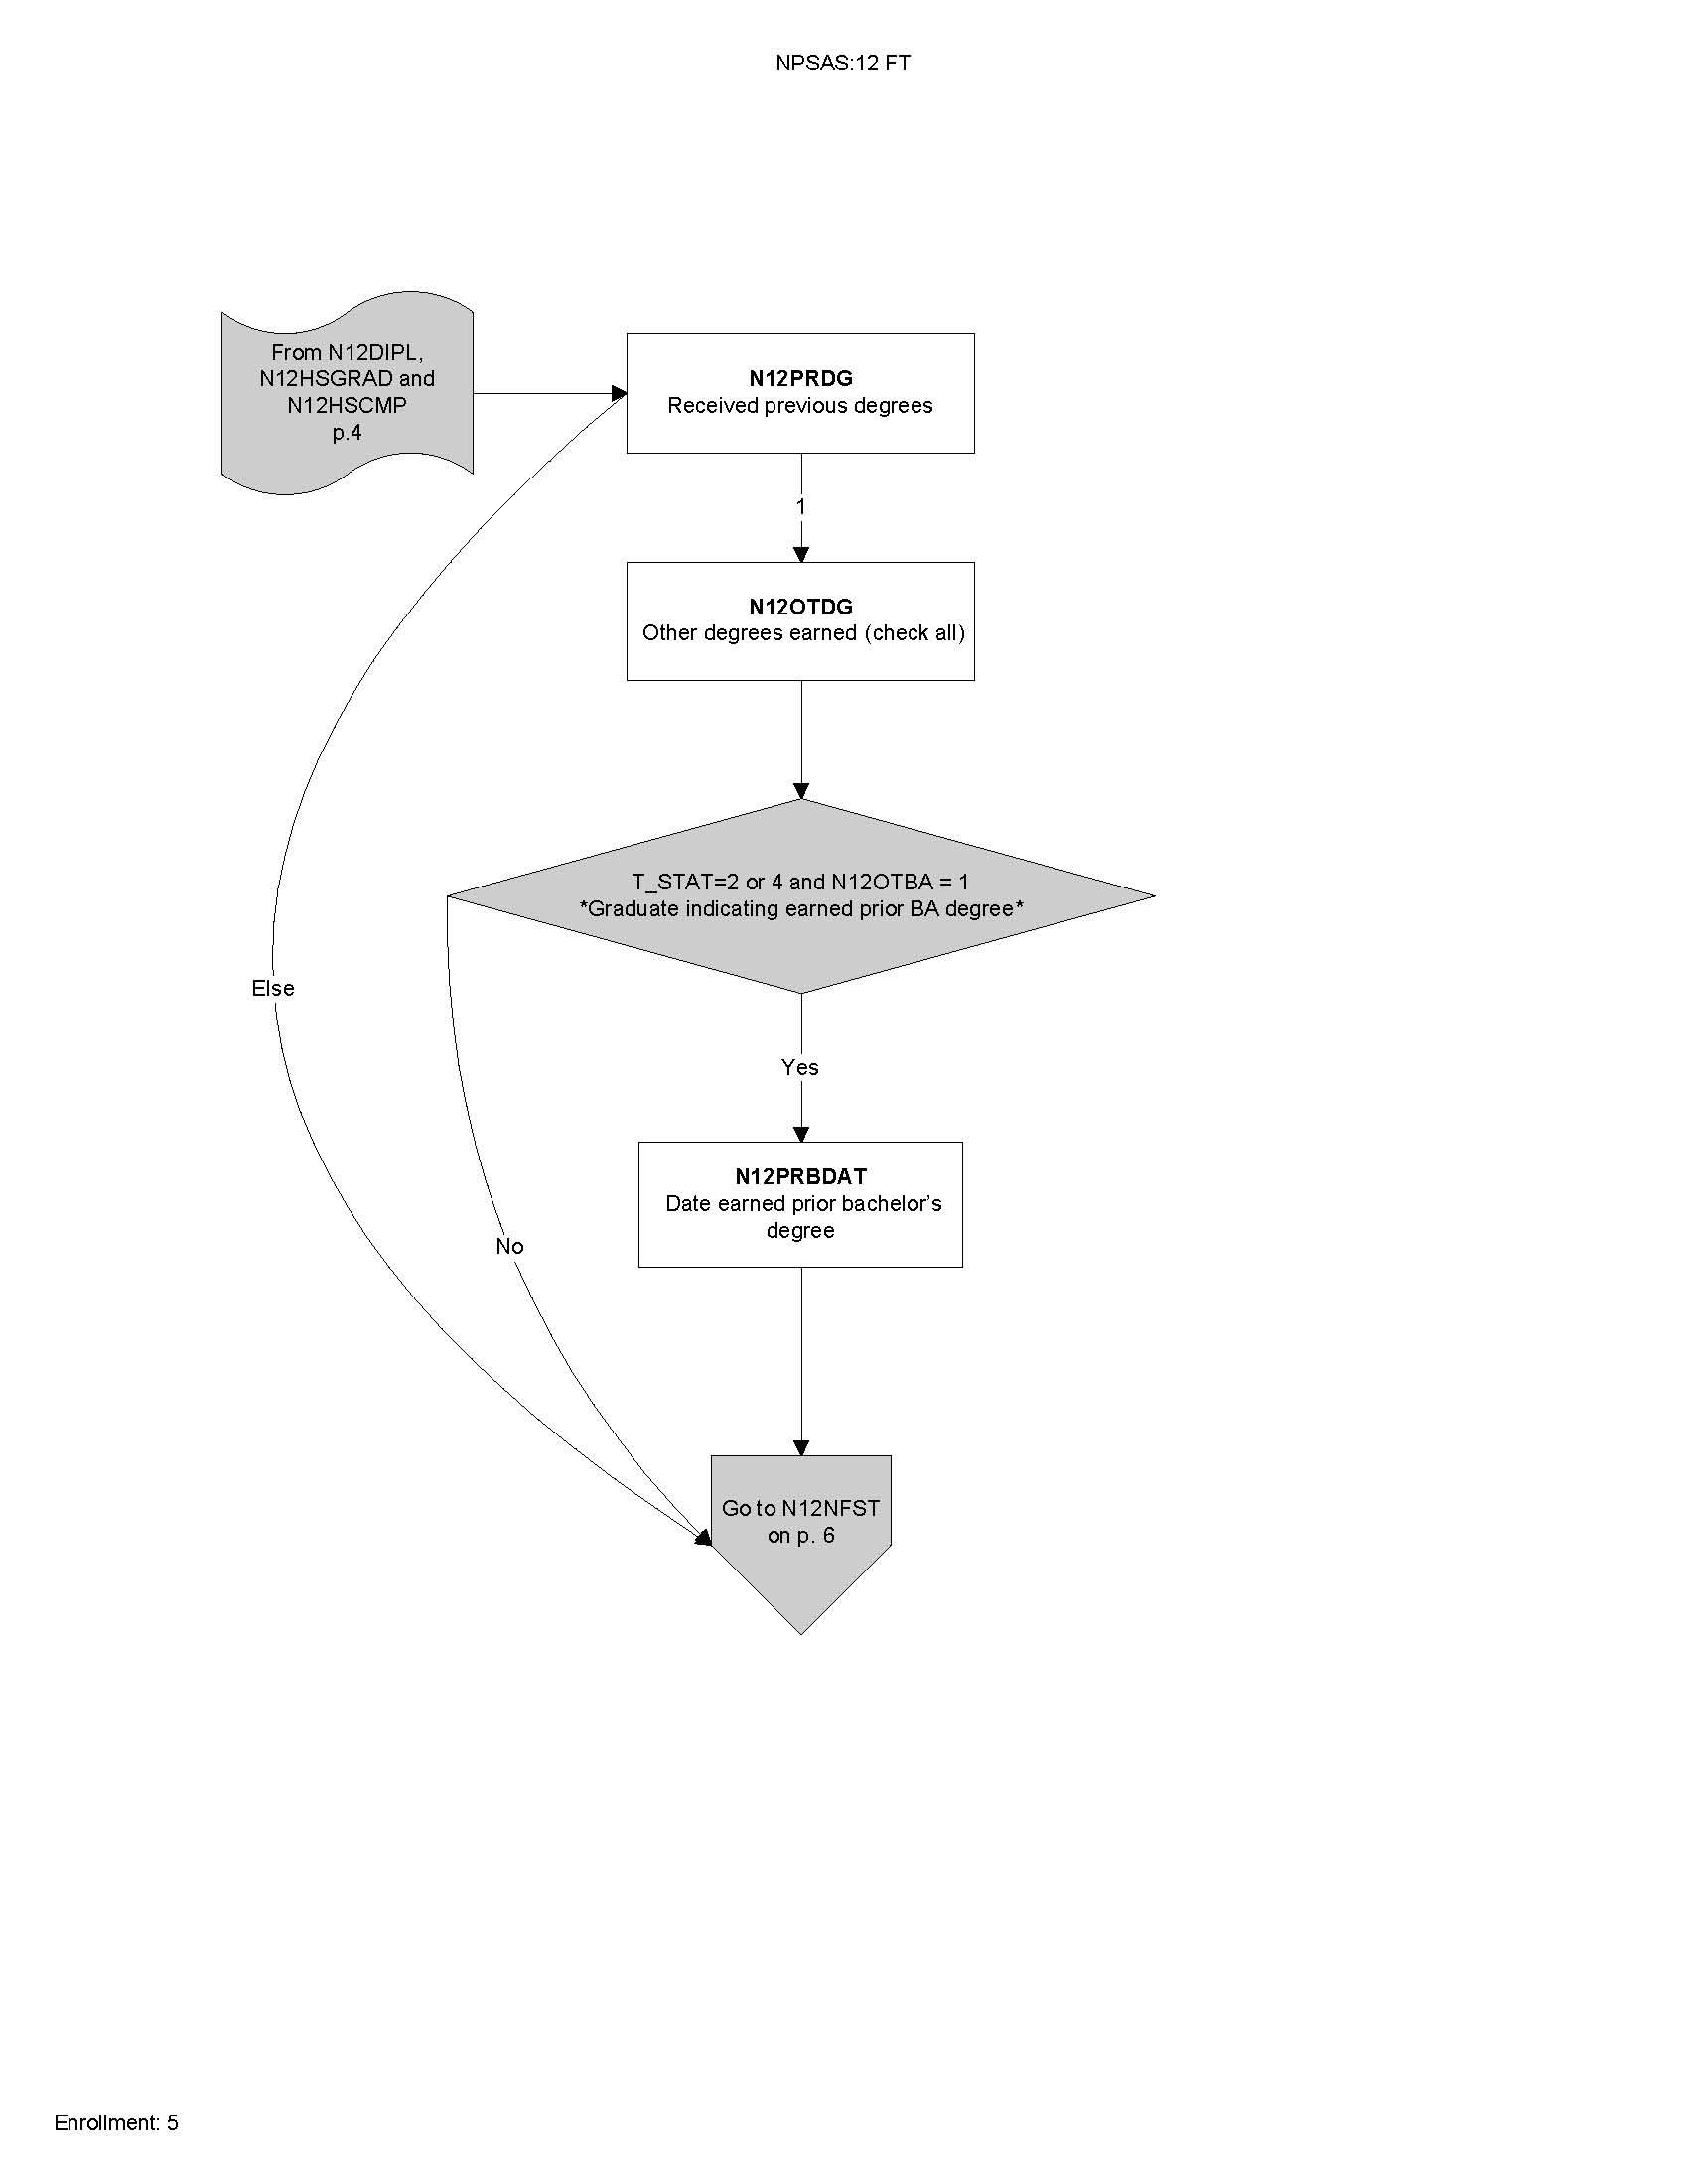 NPSAS:12 FT
From N12DIPL,
N12HSGRAD and
N12HSCMP
p.4
N12PRDG
Received previous degrees
1
N12OTDG
Other degrees earned (check all)
T_STAT=2 or 4 and N12OTBA = 1
*Graduate indicating earned prior BA degree*
Else
Yes
N12PRBDAT
Date earned prior bachelor’s
degree
No
Go to N12NFST
on p. 6
Enrollment: 5